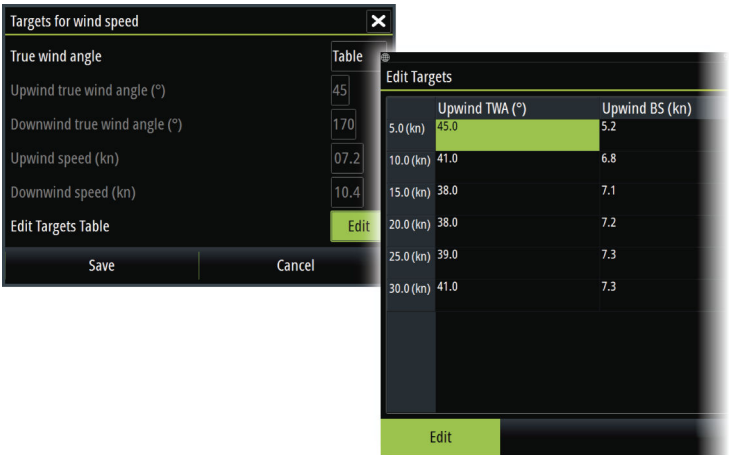 Targets for wind speed
True wind angle Table
Upwind true wind angle (°) 45
Downwind true wind angle (°) 170
Upwind speed (kn) 07.2
Downwind speed (kn) 10.4
Edit Targets Table Edit
Save Cancel
Edit Targets
Upwind TWA (°) Upwind BS (kn)
5.0 (kn) 45.0 5.2
10.0 (kn) 41.0 6.8
15.0 (kn) 38.0 7.1
20.0 (kn) 38.0 7.2
25.0 (kn) 39.0 7.3
30.0 (kn) 41.0 7.3
Edit